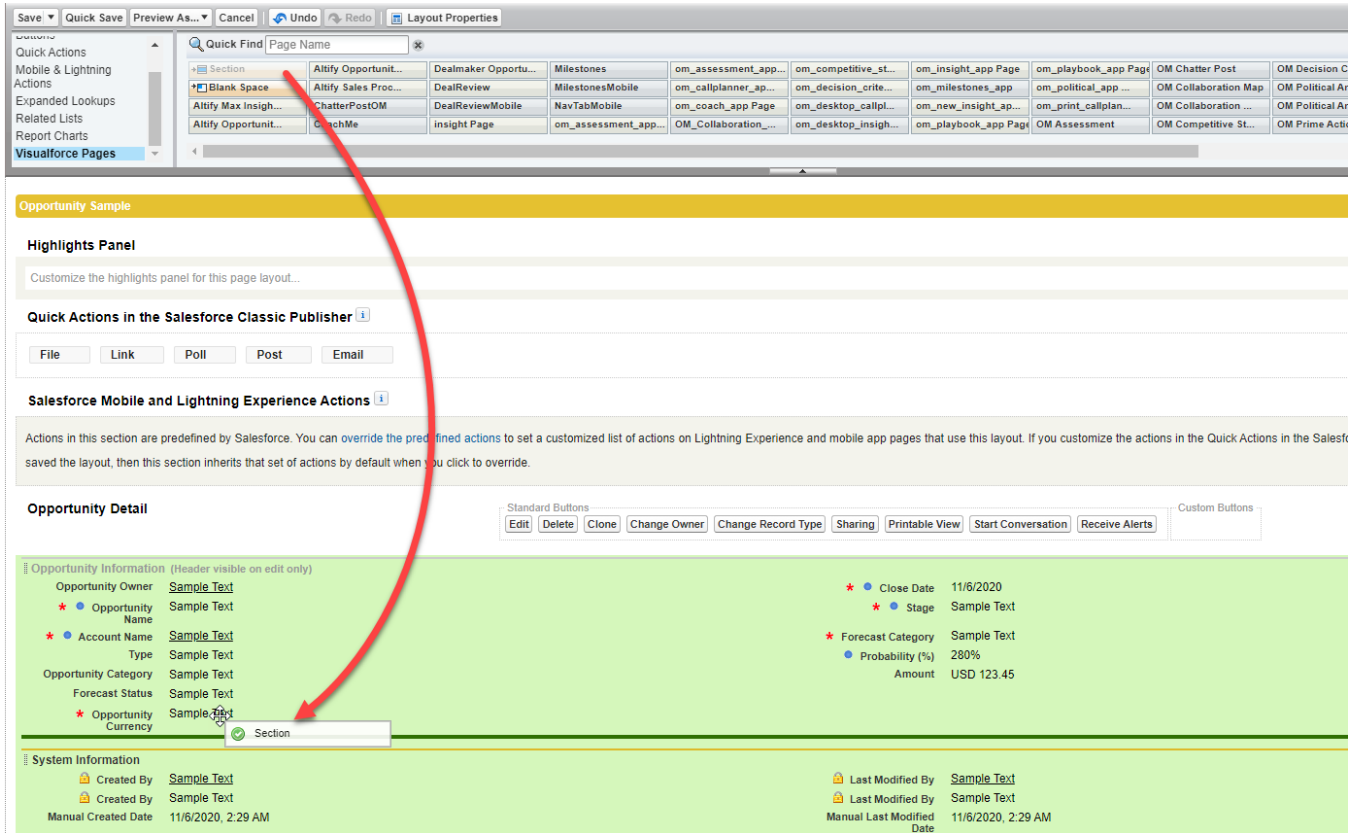 Save ▼ Quick Save Preview As... ▼ Cancel Undo Redo Layout Properties
Buttons
Quick Actions
Mobile & Lightning
Actions
Expanded Lookups
Related Lists
Report Charts
Visualforce Pages
Quick Find Page Name
Section Altify Opportunit... Dealmaker Opportu... Milestones om_assessment_app... om_competitive_st... om_insight_app Page om_playbook_app Page OM Chatter Post OM Decision C
Blank Space Altify Sales Proc... DealReview MilestonesMobile om_callplanner_ap... om_decision_crite... om_milestones_app om_political_app ... OM Collaboration Map OM Political An
Altify Max Insigh... ChatterPostOM DealReviewMobile NavTabMobile om_coach_app Page om_desktop_callpl... om_new_insight_ap... om_print_callplan... OM Collaboration ... OM Political An
Altify Opportunit... CoachMe insight Page om_assessment_app... OM_Collaboration_... om_desktop_insigh... om_playbook_app Page OM Assessment OM Competitive St... OM Prime Actio
Opportunity Sample
Highlights Panel
Customize the highlights panel for this page layout...
Quick Actions in the Salesforce Classic Publisher i
File Link Poll Post Email
Salesforce Mobile and Lightning Experience Actions i
Actions in this section are predefined by Salesforce. You can override the predefined actions to set a customized list of actions on Lightning Experience and mobile app pages that use this layout. If you customize the actions in the Quick Actions in the Salesfo
saved the layout, then this section inherits that set of actions by default when you click to override.
Opportunity Detail
Standard Buttons
Custom Buttons
Edit Delete Clone Change Owner Change Record Type Sharing Printable View Start Conversation Receive Alerts
Opportunity Information (Header visible on edit only)
Opportunity Owner Sample Text
* Close Date 11/6/2020
* Opportunity Name Sample Text
* Stage Sample Text
* Account Name Sample Text
* Forecast Category Sample Text
Type Sample Text
Probability (%) 280%
Opportunity Category Sample Text
Amount USD 123.45
Forecast Status Sample Text
* Opportunity Currency Sample Text
Section
System Information
Created By Sample Text
Last Modified By Sample Text
Created By Sample Text
Last Modified By Sample Text
Manual Created Date 11/6/2020, 2:29 AM
Manual Last Modified Date 11/6/2020, 2:29 AM